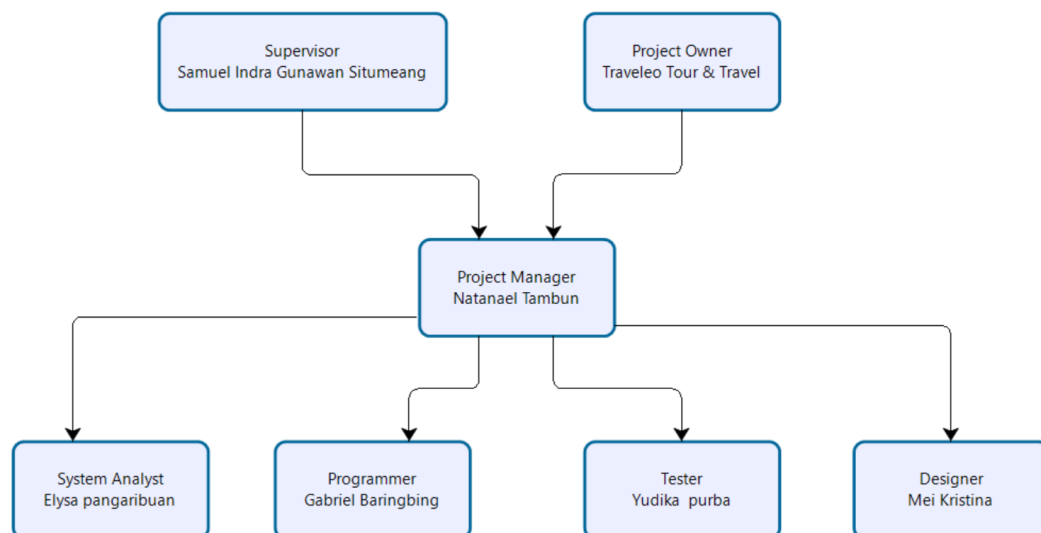 Supervisor
Samuel Indra Gunawan Situmeang
Project Owner
Traveleo Tour & Travel
Project Manager
Natanael Tambun
System Analyst
Elysa pangaribuan
Programmer
Gabriel Baringbing
Tester
Yudika  purba
Designer
Mei Kristina